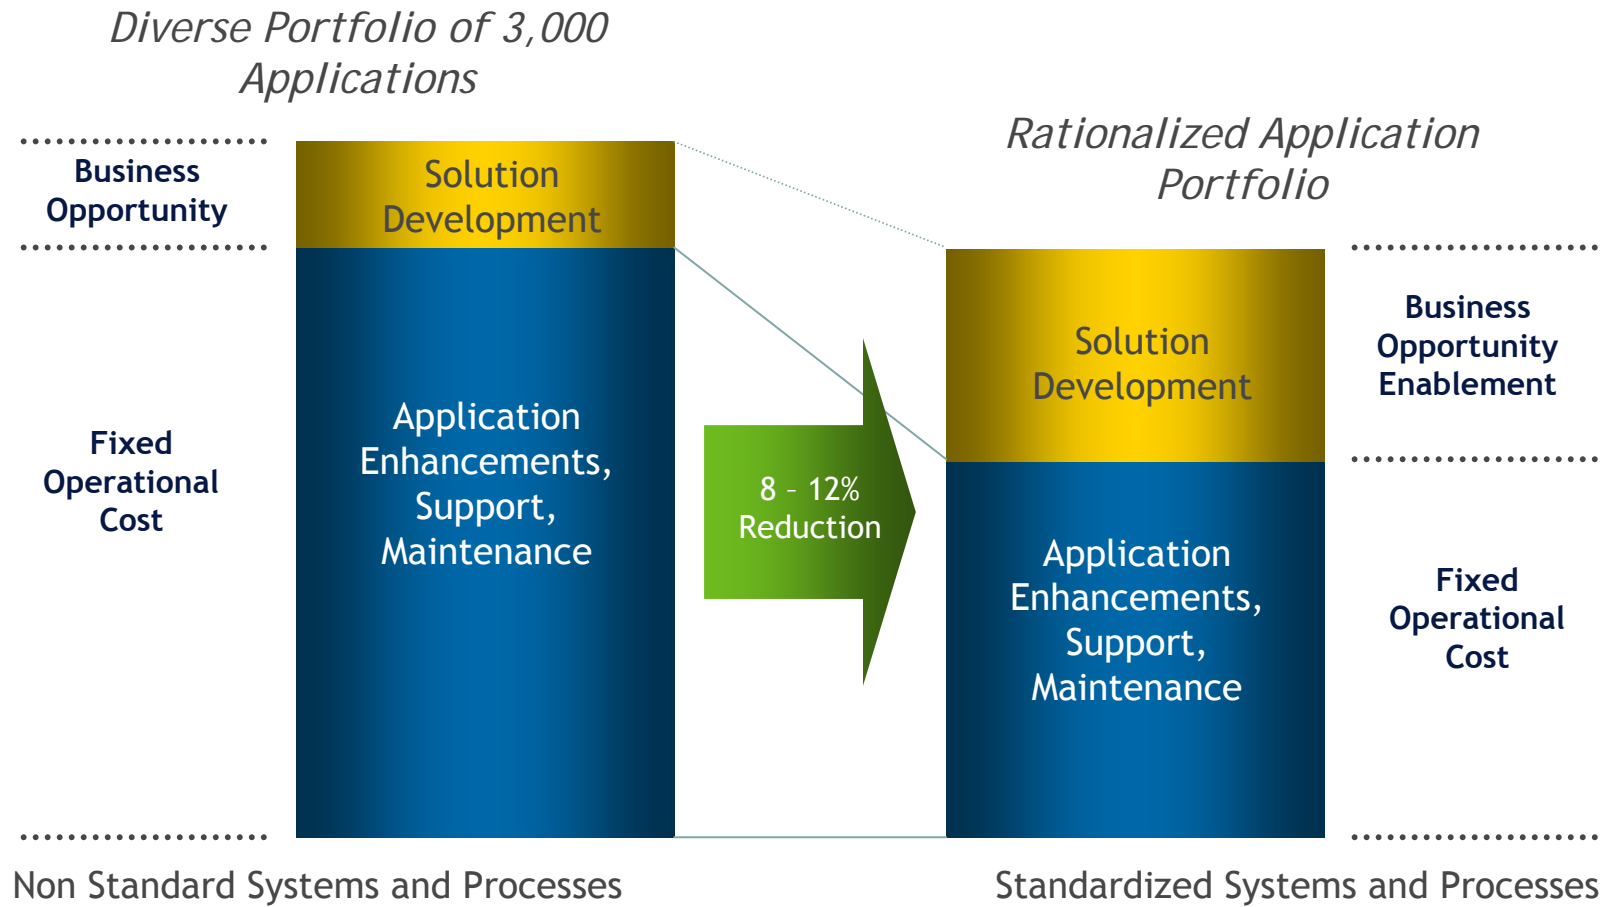 Diverse Portfolio of 3,000
Applications
Rationalized Application
Portfolio
Business
Opportunity
Solution
Development
Fixed
Operational
Cost
Application
Enhancements,
Support,
Maintenance
8 – 12%
Reduction
Solution
Development
Business
Opportunity
Enablement
Application
Enhancements,
Support,
Maintenance
Fixed
Operational
Cost
Non Standard Systems and Processes
Standardized Systems and Processes